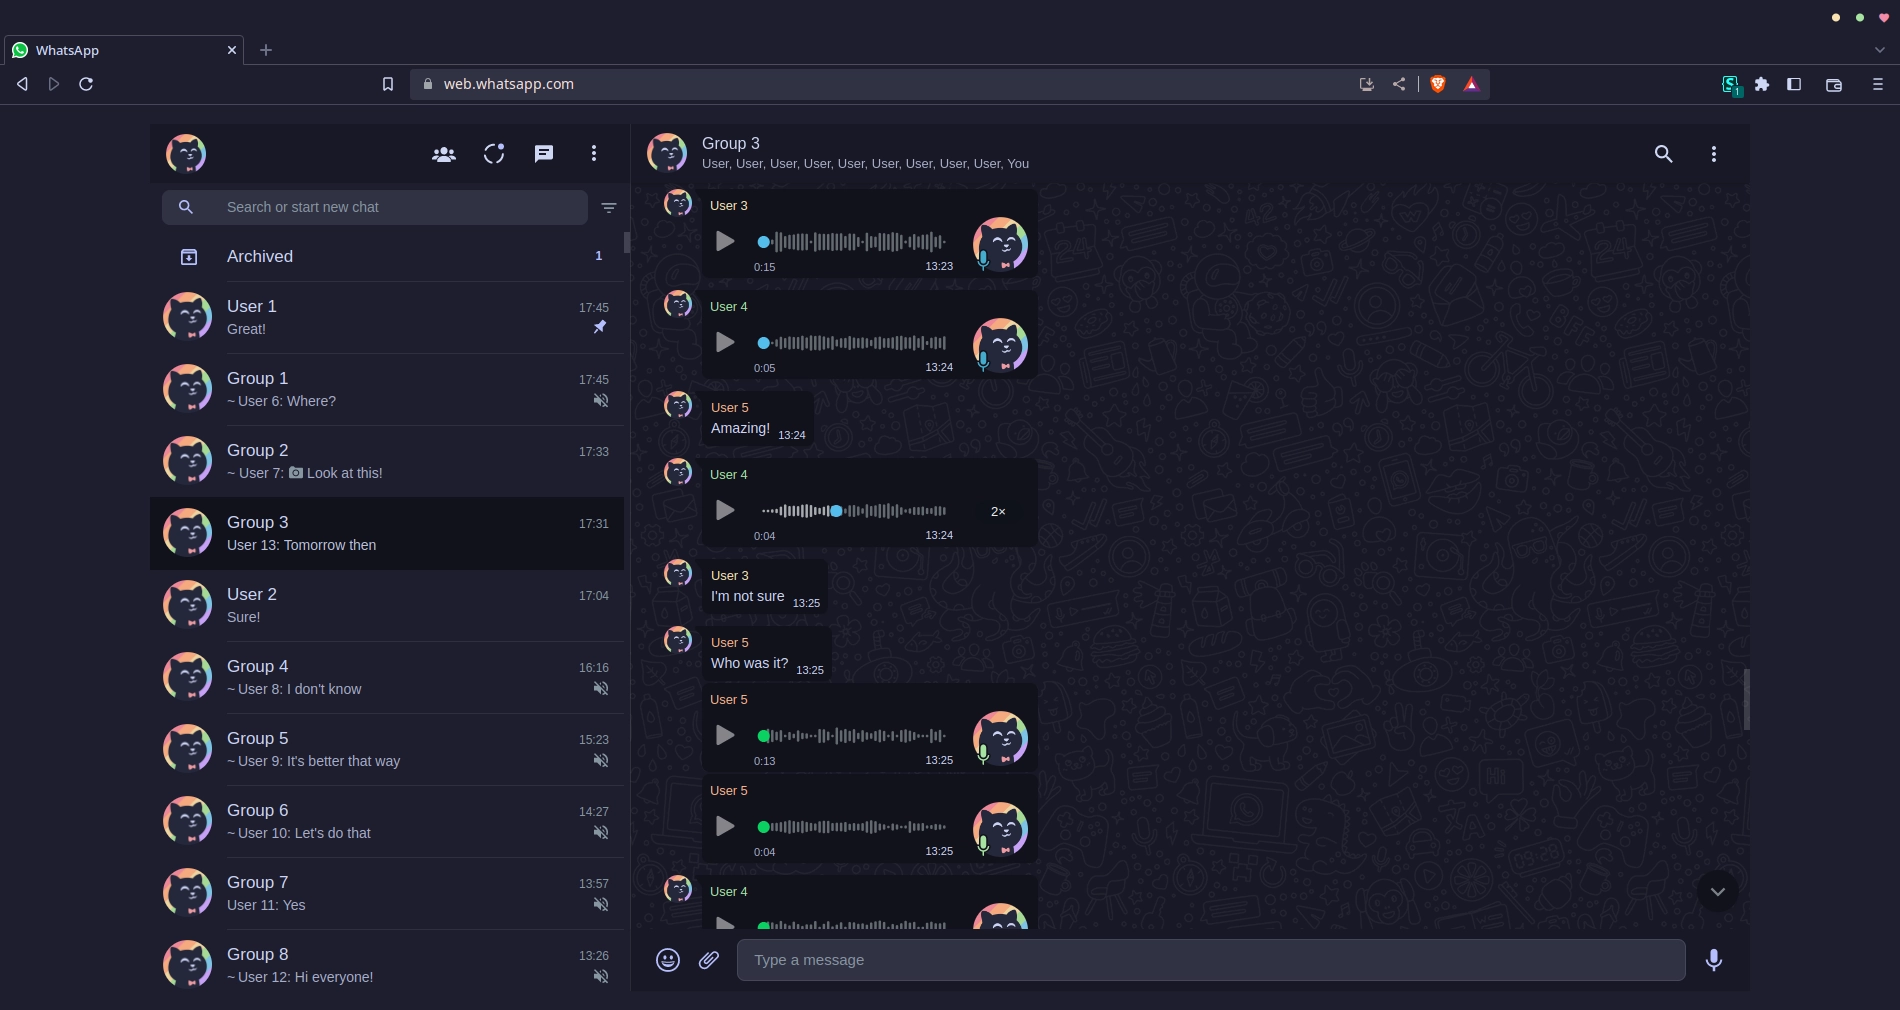 WhatsApp
web.whatsapp.com
1
Group 3
User, User, User, User, User, User, User, User, User, You
Search or start new chat
Archived 1
User 1 17:45
Great!
Group 1 17:45
~ User 6: Where?
Group 2 17:33
~ User 7: Look at this!
Group 3 17:31
User 13: Tomorrow then
User 2 17:04
Sure!
Group 4 16:16
~ User 8: I don't know
Group 5 15:23
~ User 9: It's better that way
Group 6 14:27
~ User 10: Let's do that
Group 7 13:57
User 11: Yes
Group 8 13:26
~ User 12: Hi everyone!
User 3
0:15 13:23
User 4
0:05 13:24
User 5
Amazing! 13:24
User 4
2×
0:04 13:24
User 3
I'm not sure 13:25
User 5
Who was it? 13:25
User 5
0:13 13:25
User 5
0:04 13:25
User 4
Type a message